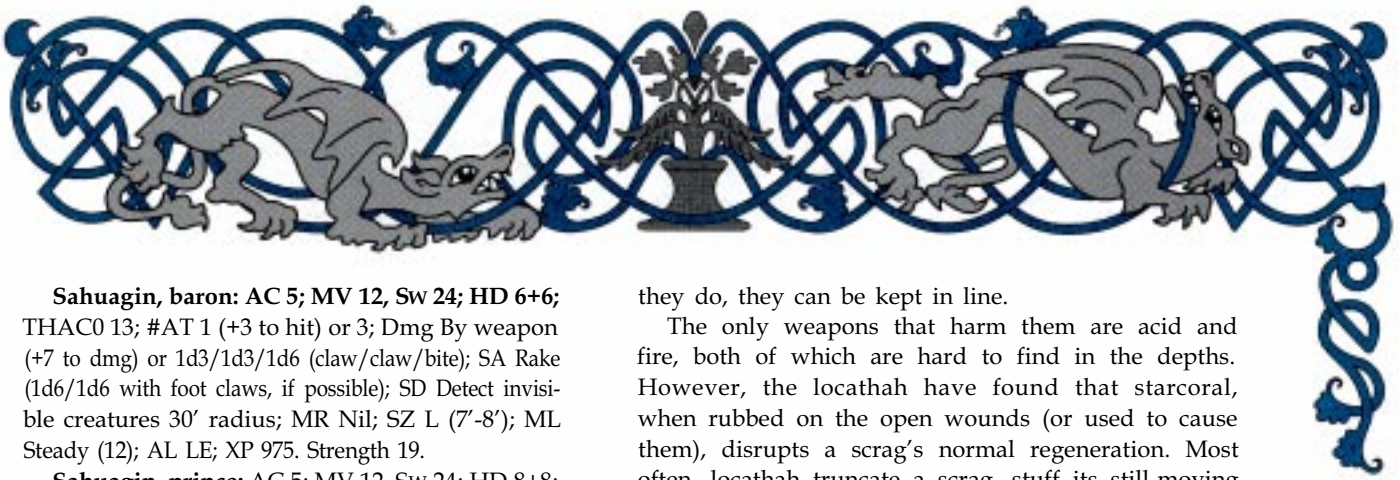 Sahuagin, baron: AC 5; MV 12, SW 24; HD 6+6;
THAC0 13; #AT 1 (+3 to hit) or 3; Dmg By weapon
(+7 to dmg) or 1d3/1d3/1d6 (claw/claw/bite); SA Rake
(1d6/1d6 with foot claws, if possible); SD Detect invisi-
ble creatures 30′ radius; MR Nil; SZ L (7′-8′); ML
Steady (12); AL LE; XP 975. Strength 19.
Sahuagin, prince: AC 5; MV 12, SW 24; HD 8+8;
they do, they can be kept in line.
The only weapons that harm them are acid and
fire, both of which are hard to find in the depths.
However, the locathah have found that starcoral,
when rubbed on the open wounds (or used to cause
them), disrupts a scrag’s normal regeneration. Most
often, locathah truncate a scrag, stuff its still-moving